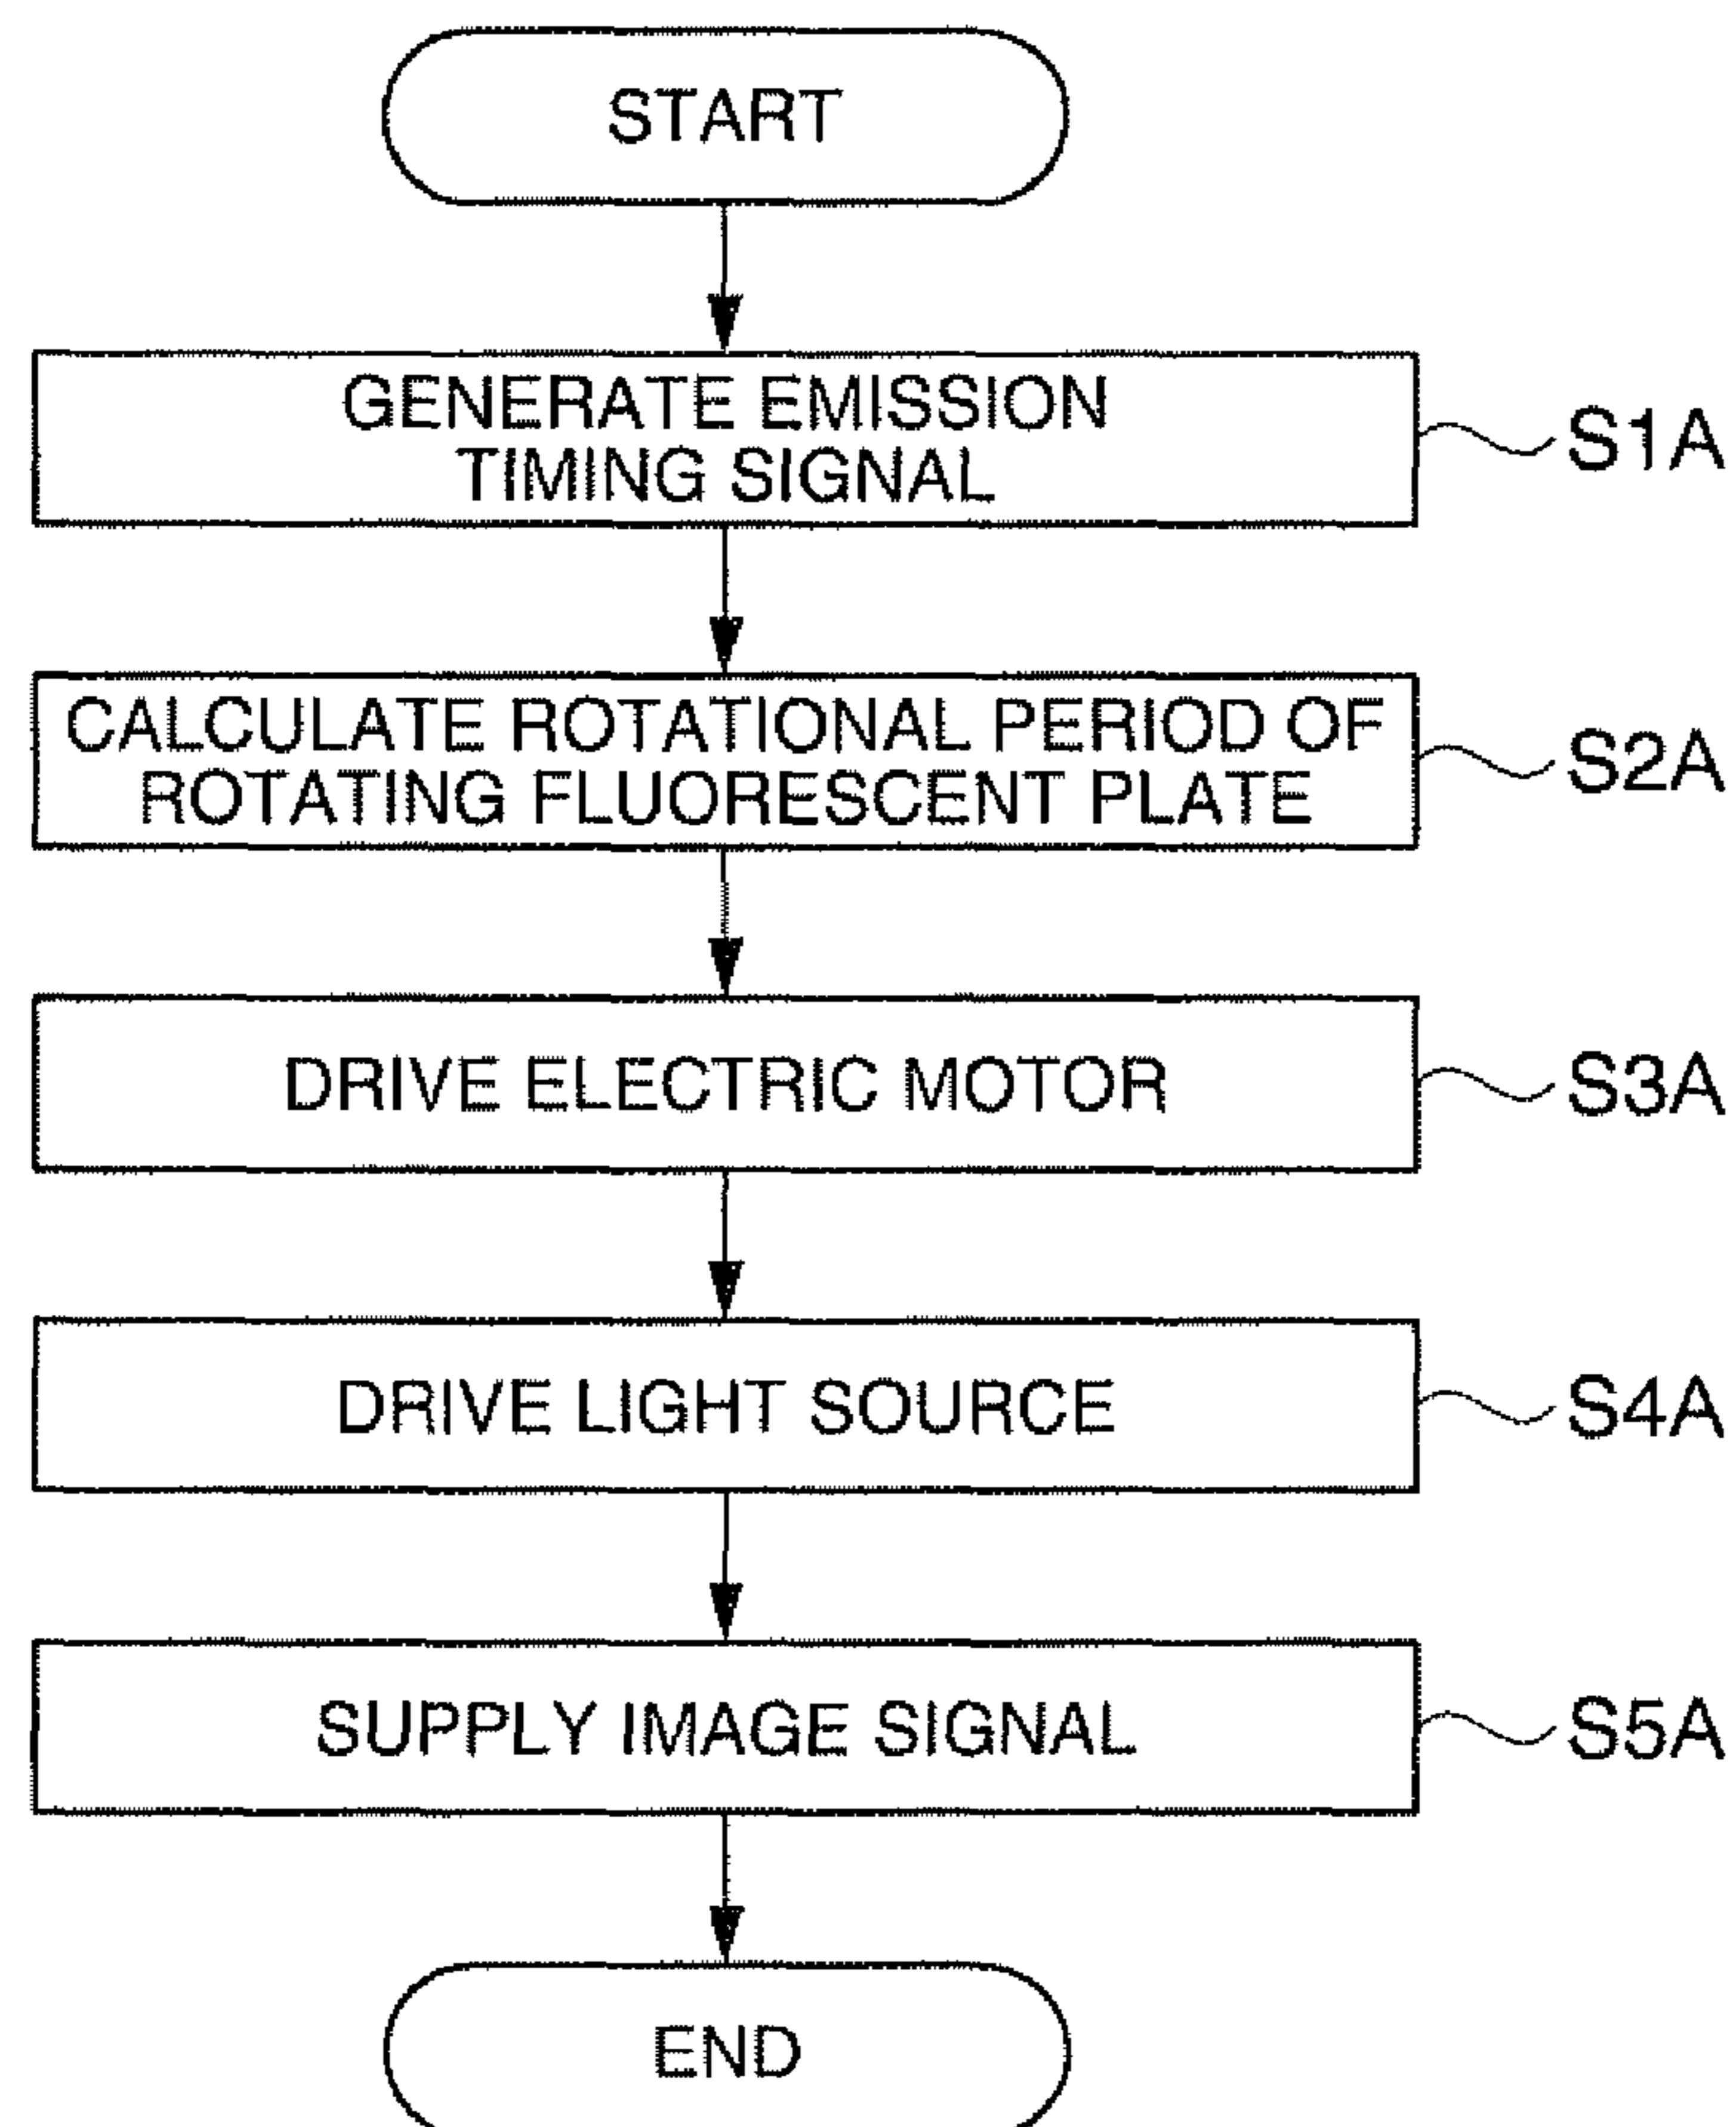 START
GENERATE EMISSION
TIMING SIGNAL
S1A
CALCULATE ROTATIONAL PERIOD OF
ROTATING FLUORESCENT PLATE
S2A
DRIVE ELECTRIC MOTOR
S3A
DRIVE LIGHT SOURCE
S4A
SUPPLY IMAGE SIGNAL
S5A
END